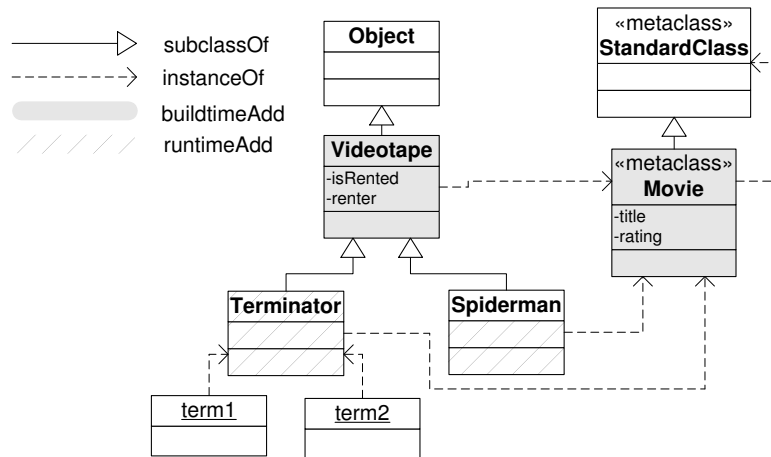 subclassOf
instanceOf
buildtimeAdd
runtimeAdd
Object
«metaclass»
StandardClass
Videotape
-isRented
-renter
«metaclass»
Movie
-title
-rating
Terminator
Spiderman
term1
term2